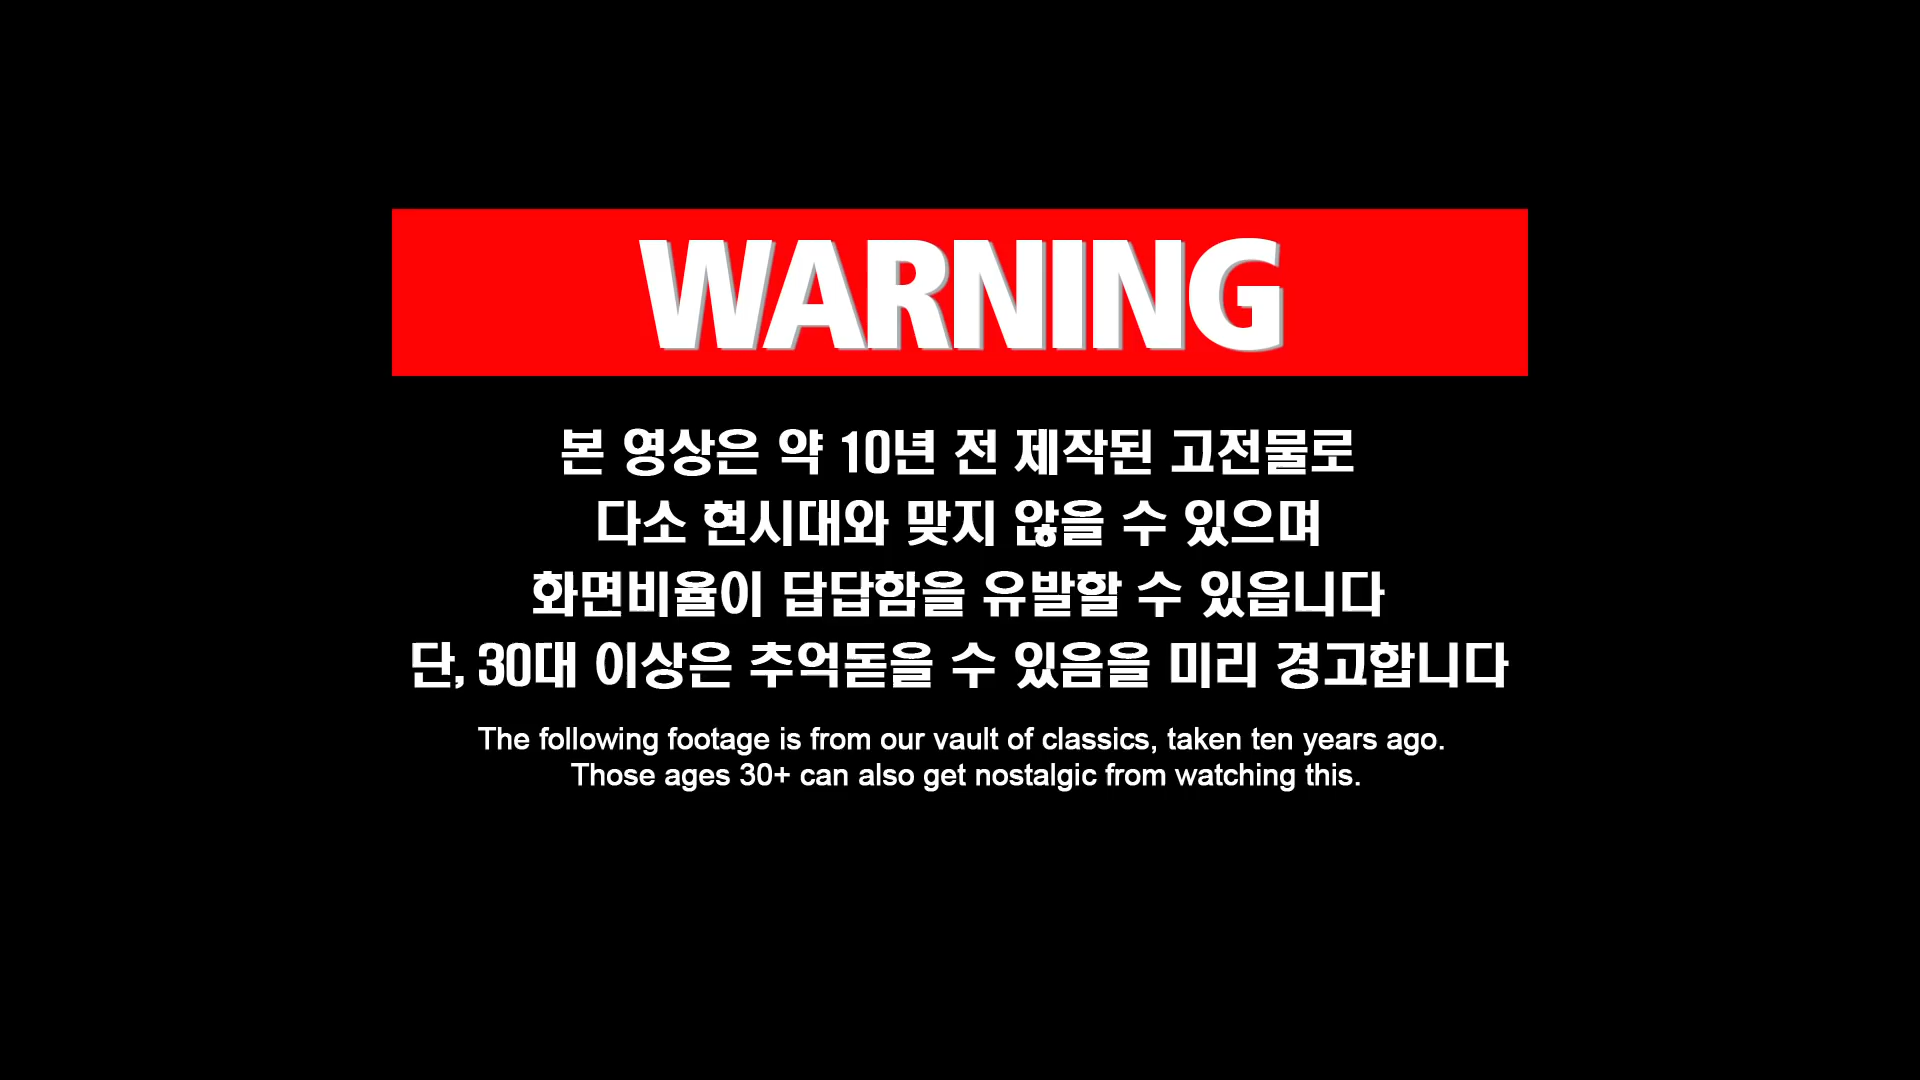 WARNING
본 영상은 약 10년 전 제작된 고전물로
다소 현시대와 맞지 않을 수 있으며
화면비율이 답답함을 유발할 수 있읍니다
단, 30대 이상은 추억돋을 수 있음을 미리 경고합니다
The following footage is from our vault of classics, taken ten years ago.
Those ages 30+ can also get nostalgic from watching this.